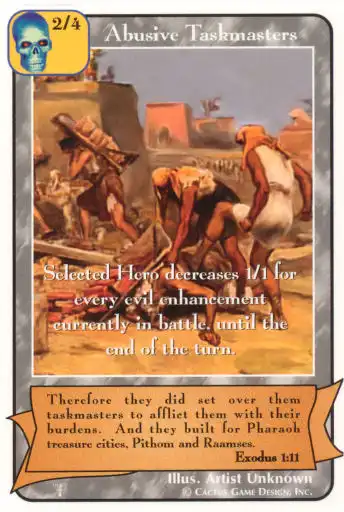 2/4
Abusive Taskmasters
Selected Hero decreases 1/1 for
every evil enhancement
currently in battle, until the
end of the turn.
Therefore they did set over them
taskmasters to afflict them with their
burdens. And they built for Pharaoh
treasure cities, Pithom and Raamses.
Exodus 1:11
Illus. Artist Unknown
© Cactus Game Design, Inc.